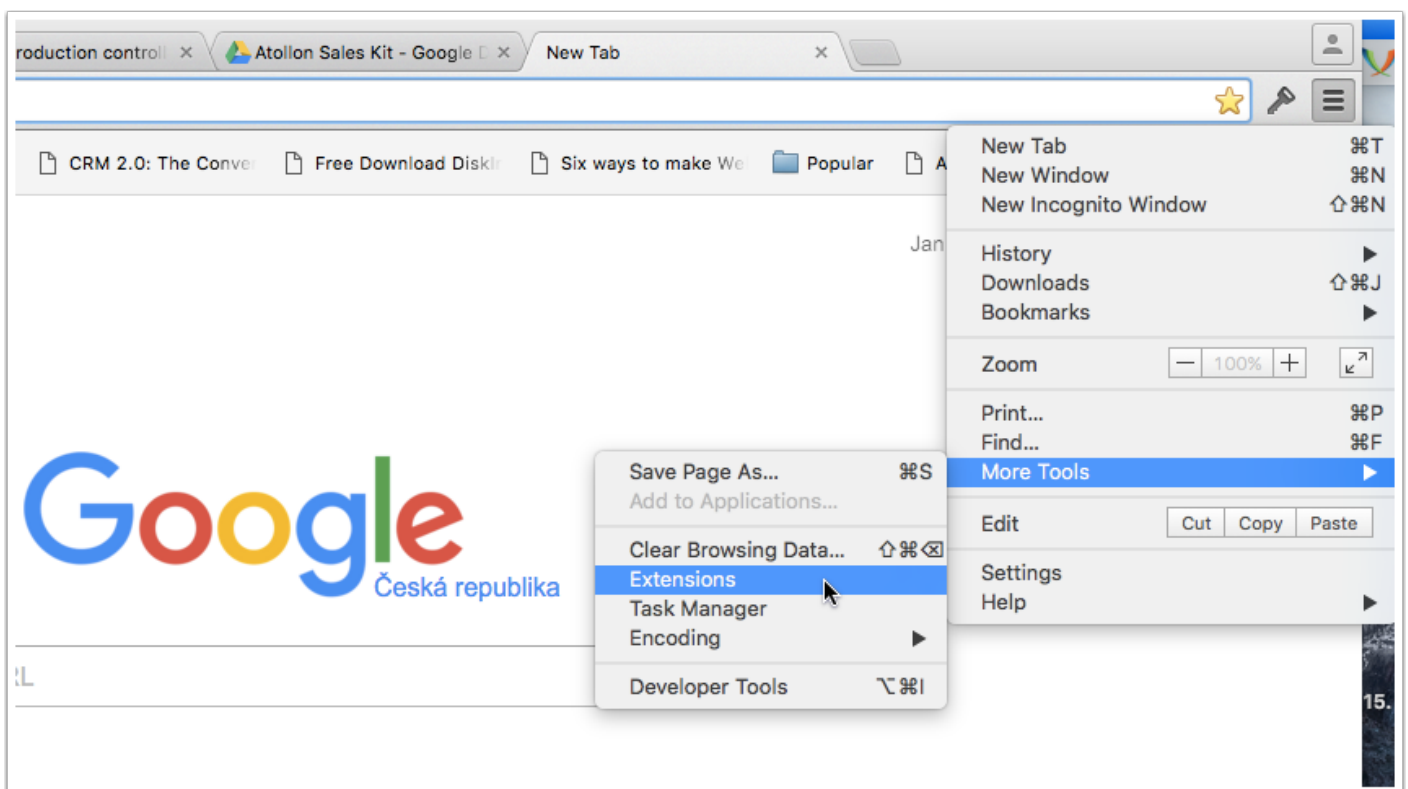 roduction controll
Atollon Sales Kit - Google D
New Tab
CRM 2.0: The Conver
Free Download DiskIn
Six ways to make We
Popular
A
Jan
Google
Česká republika
RL
New Tab ⌘T
New Window ⌘N
New Incognito Window ⇧⌘N
History
Downloads ⇧⌘J
Bookmarks
Zoom 100%
Print... ⌘P
Find... ⌘F
More Tools
Edit Cut Copy Paste
Settings
Help
Save Page As... ⌘S
Add to Applications...
Clear Browsing Data... ⇧⌘⌫
Extensions
Task Manager
Encoding
Developer Tools ⌥⌘I
15.